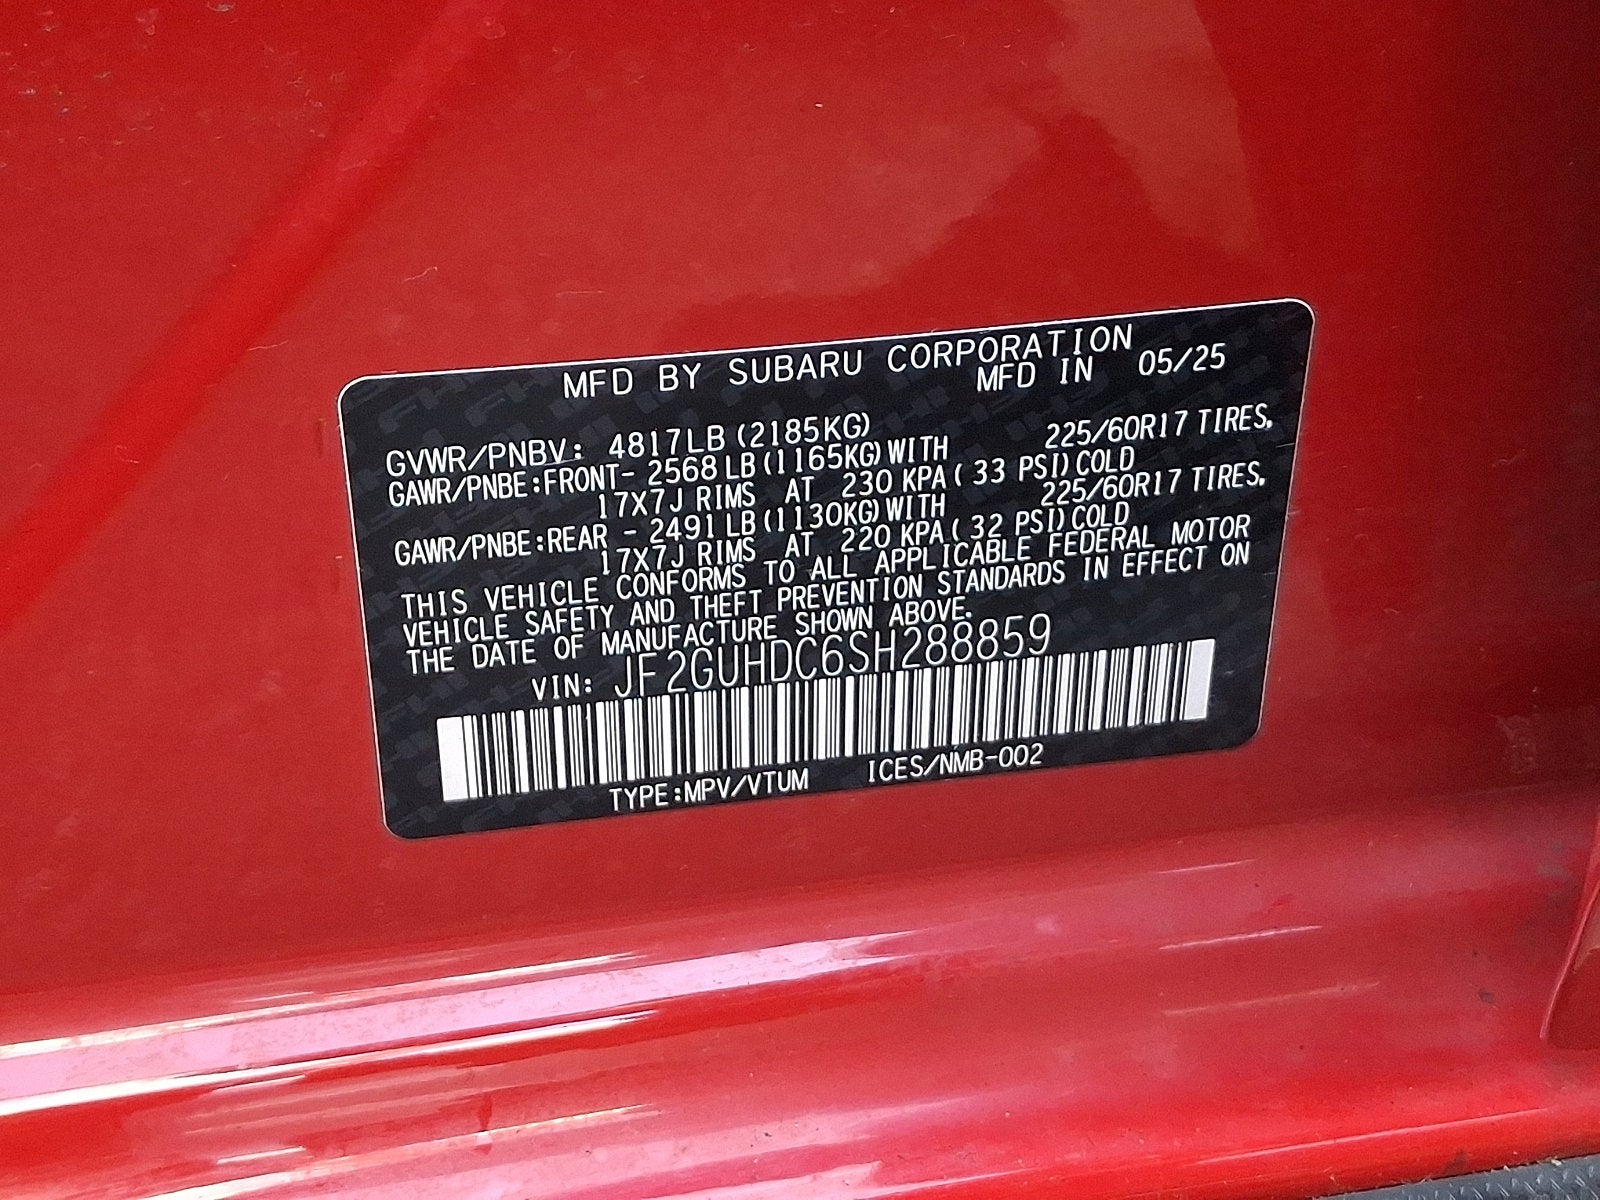 MFD BY SUBARU CORPORATION
MFD IN 05/25
GVWR/PNBV: 4817LB (2185KG)
GAWR/PNBE:FRONT- 2568 LB (1165KG) WITH 225/60R17 TIRES,
17X7J RIMS AT 230 KPA ( 33 PSI) COLD
GAWR/PNBE:REAR - 2491 LB (1130KG) WITH 225/60R17 TIRES,
17X7J RIMS AT 220 KPA ( 32 PSI) COLD
THIS VEHICLE CONFORMS TO ALL APPLICABLE FEDERAL MOTOR
VEHICLE SAFETY AND THEFT PREVENTION STANDARDS IN EFFECT ON
THE DATE OF MANUFACTURE SHOWN ABOVE.
VIN: JF2GUHDC6SH288859
TYPE:MPV/VTUM ICES/NMB-002